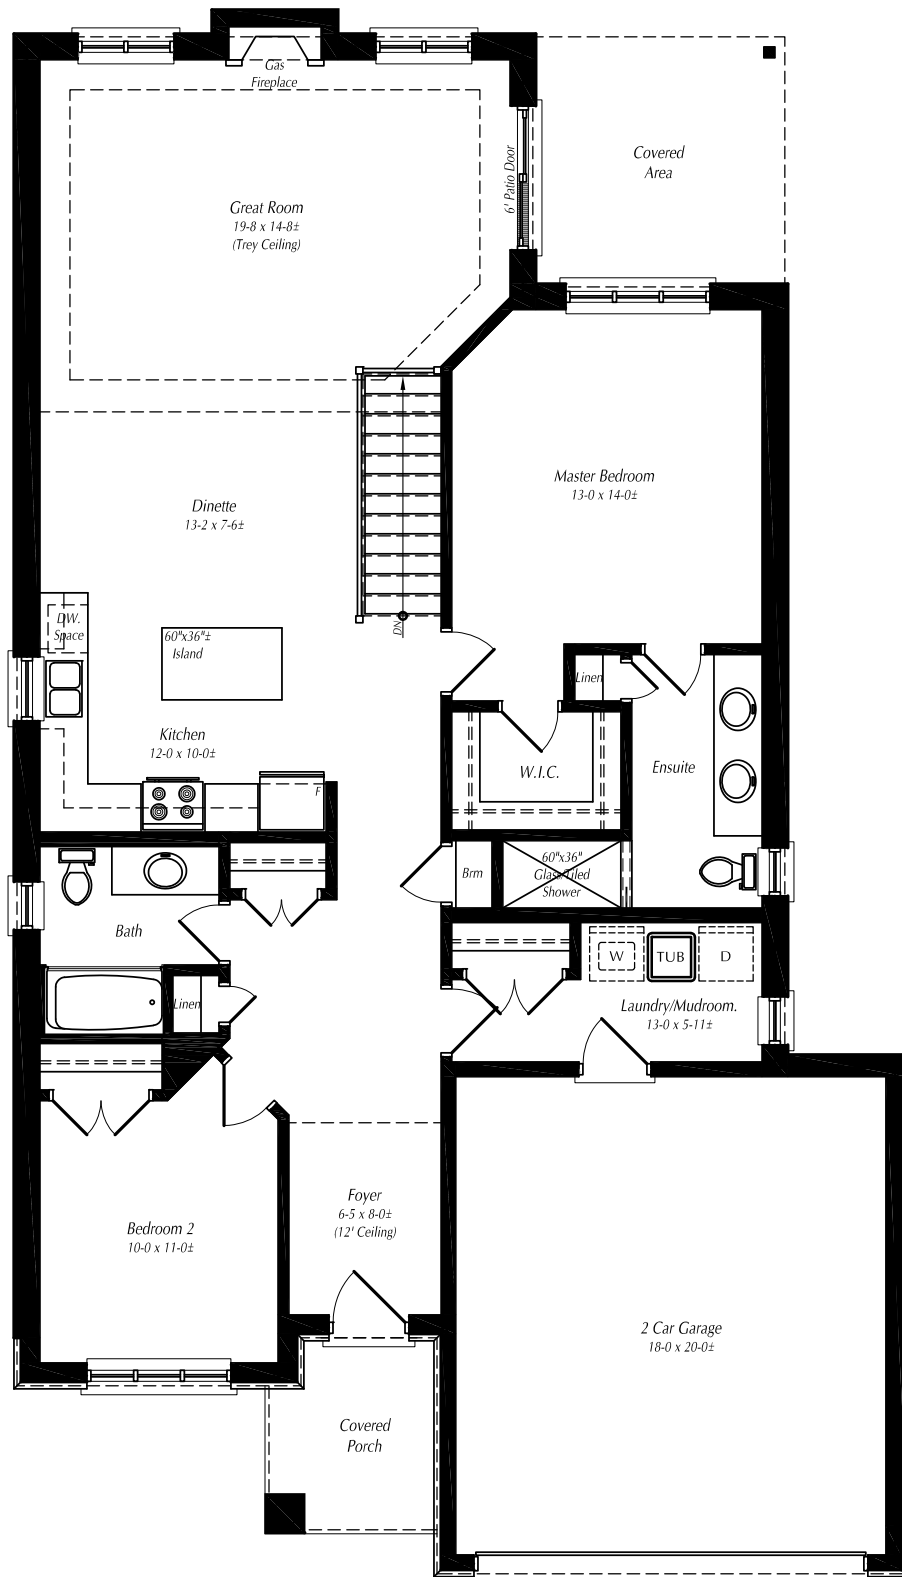 Gas
Fireplace
Great Room
19-8 x 14-8±
(Trey Ceiling)
6' Patio Door
Covered
Area
Master Bedroom
13-0 x 14-0±
Dinette
13-2 x 7-6±
DN
D.W.
Space
60"x36"±
Island
Kitchen
12-0 x 10-0±
F
Linen
W.I.C.
Ensuite
Brm
60"x36"
Glass/Tiled
Shower
Bath
Linen
W
TUB
D
Laundry/Mudroom.
13-0 x 5-11±
Foyer
6-5 x 8-0±
(12' Ceiling)
Bedroom 2
10-0 x 11-0±
2 Car Garage
18-0 x 20-0±
Covered
Porch